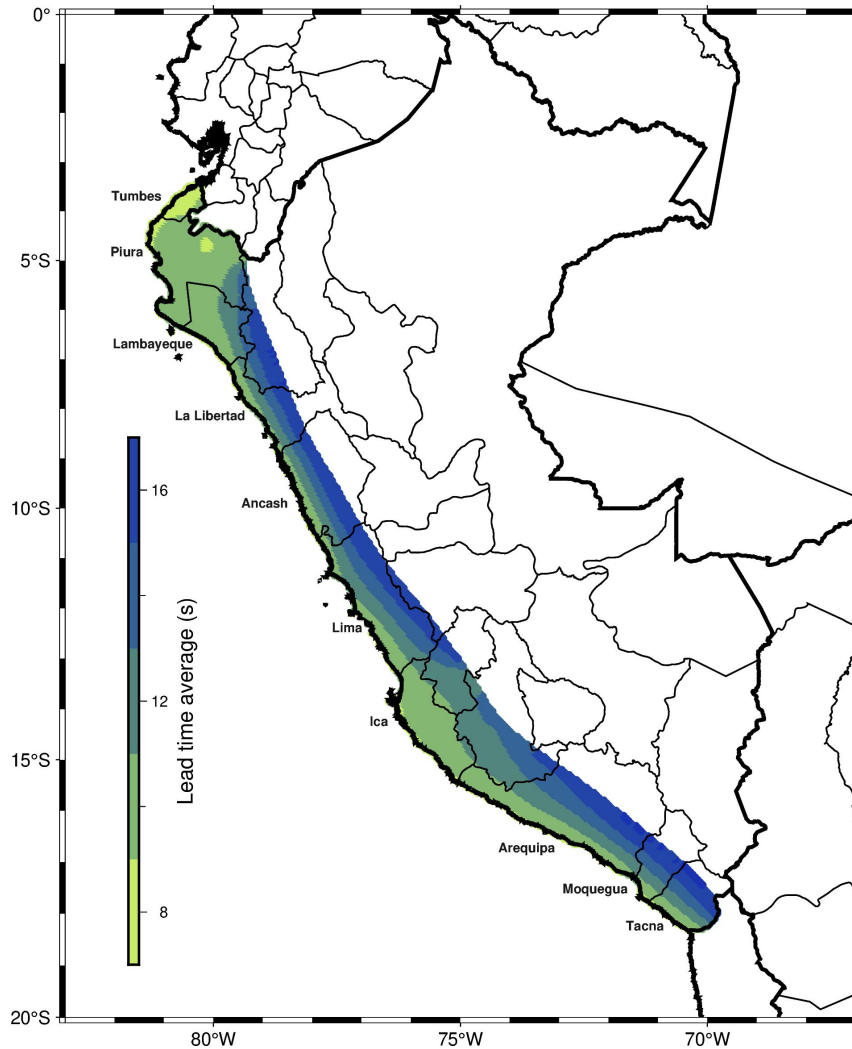 0°
Tumbes
5°S
Piura
Lambayeque
La Libertad
16
10°S
Ancash
Lead time average (s)
Lima
12
Ica
15°S
Arequipa
Moquegua
8
Tacna
20°S
80°W 75°W 70°W